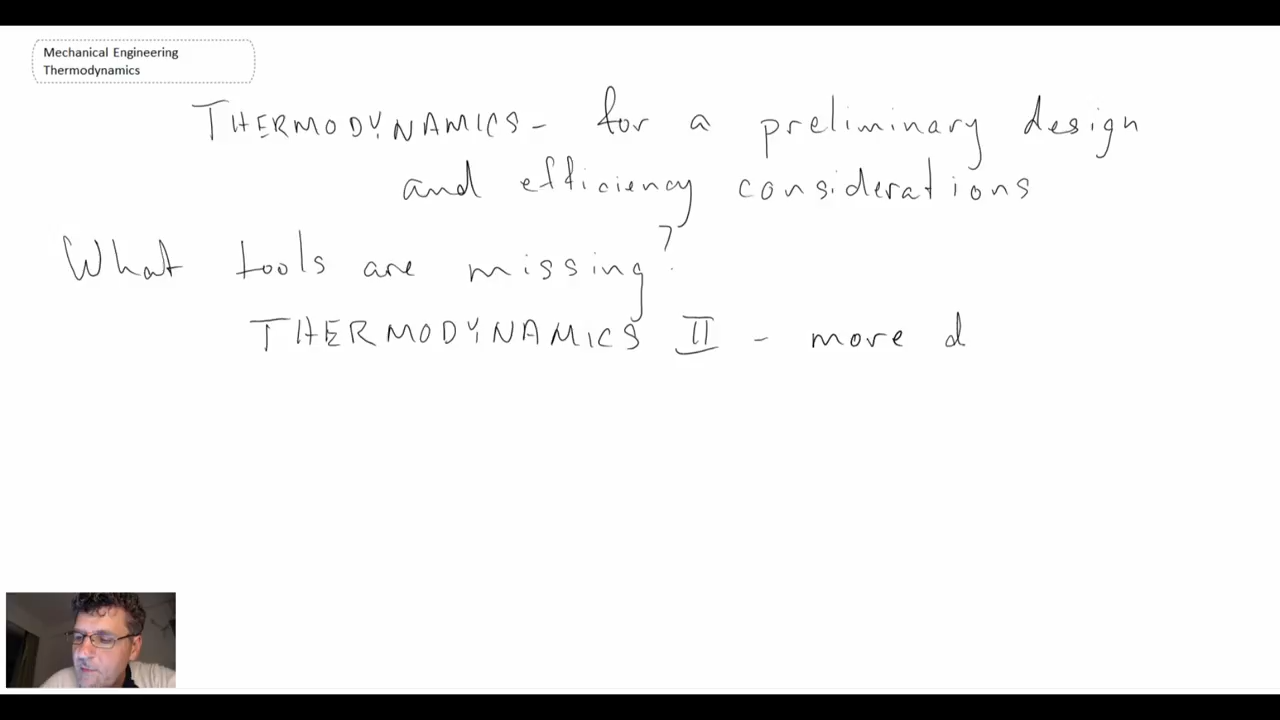 Mechanical Engineering
Thermodynamics
THERMODYNAMICS - for a preliminary design
and efficiency considerations
What tools are missing?
THERMODYNAMICS II - more d